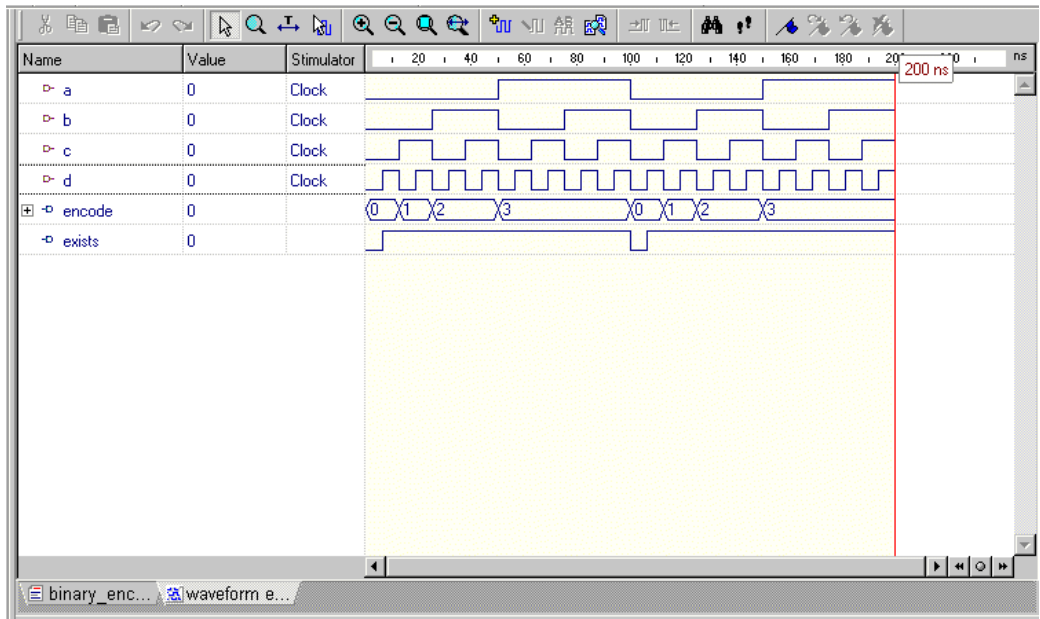 Name Value Stimulator 20 40 60 80 100 120 140 160 180 ns
200 ns
a 0 Clock
b 0 Clock
c 0 Clock
d 0 Clock
encode 0 0 1 2 3 0 1 2 3
exists 0
binary_enc... waveform e...